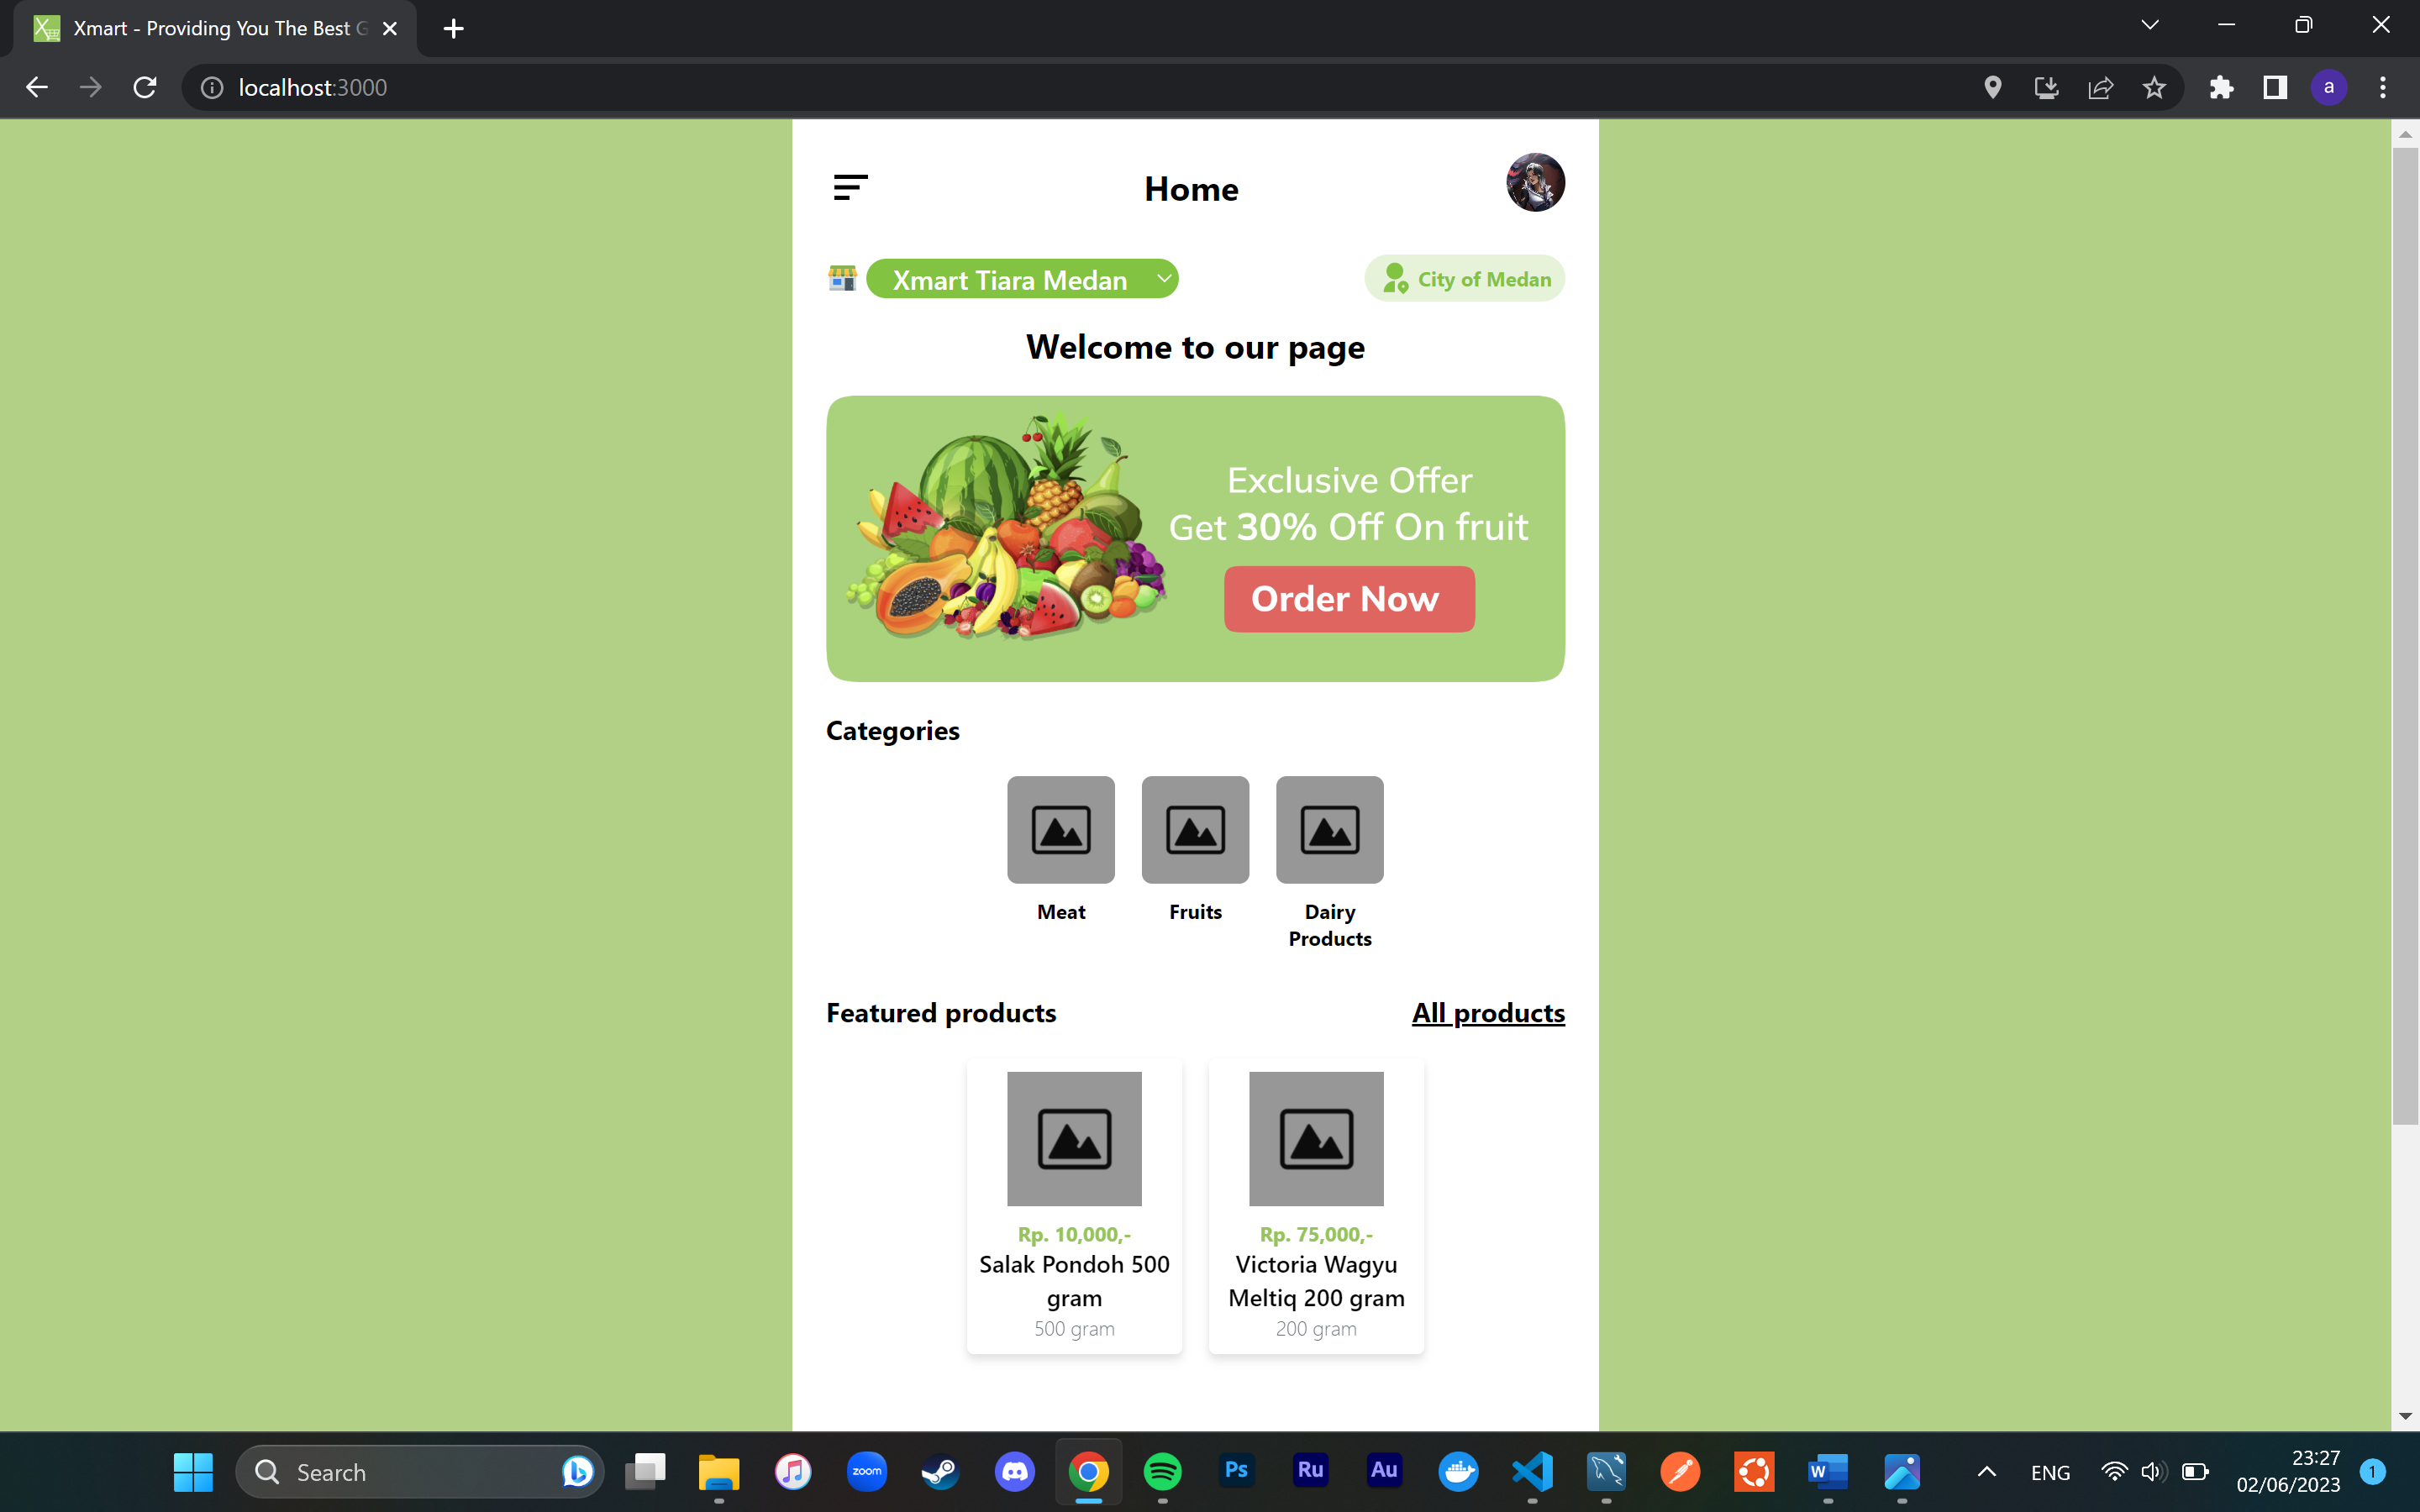 Xmart - Providing You The Best G
localhost:3000
a
Home
Xmart Tiara Medan
City of Medan
Welcome to our page
Exclusive Offer
Get 30% Off On fruit
Order Now
Categories
Meat
Fruits
Dairy
Products
Featured products
All products
Rp. 10,000,-
Salak Pondoh 500
gram
500 gram
Rp. 75,000,-
Victoria Wagyu
Meltiq 200 gram
200 gram
Search
zoom
Ps
Ru
Au
W
ENG
23:27
02/06/2023
1